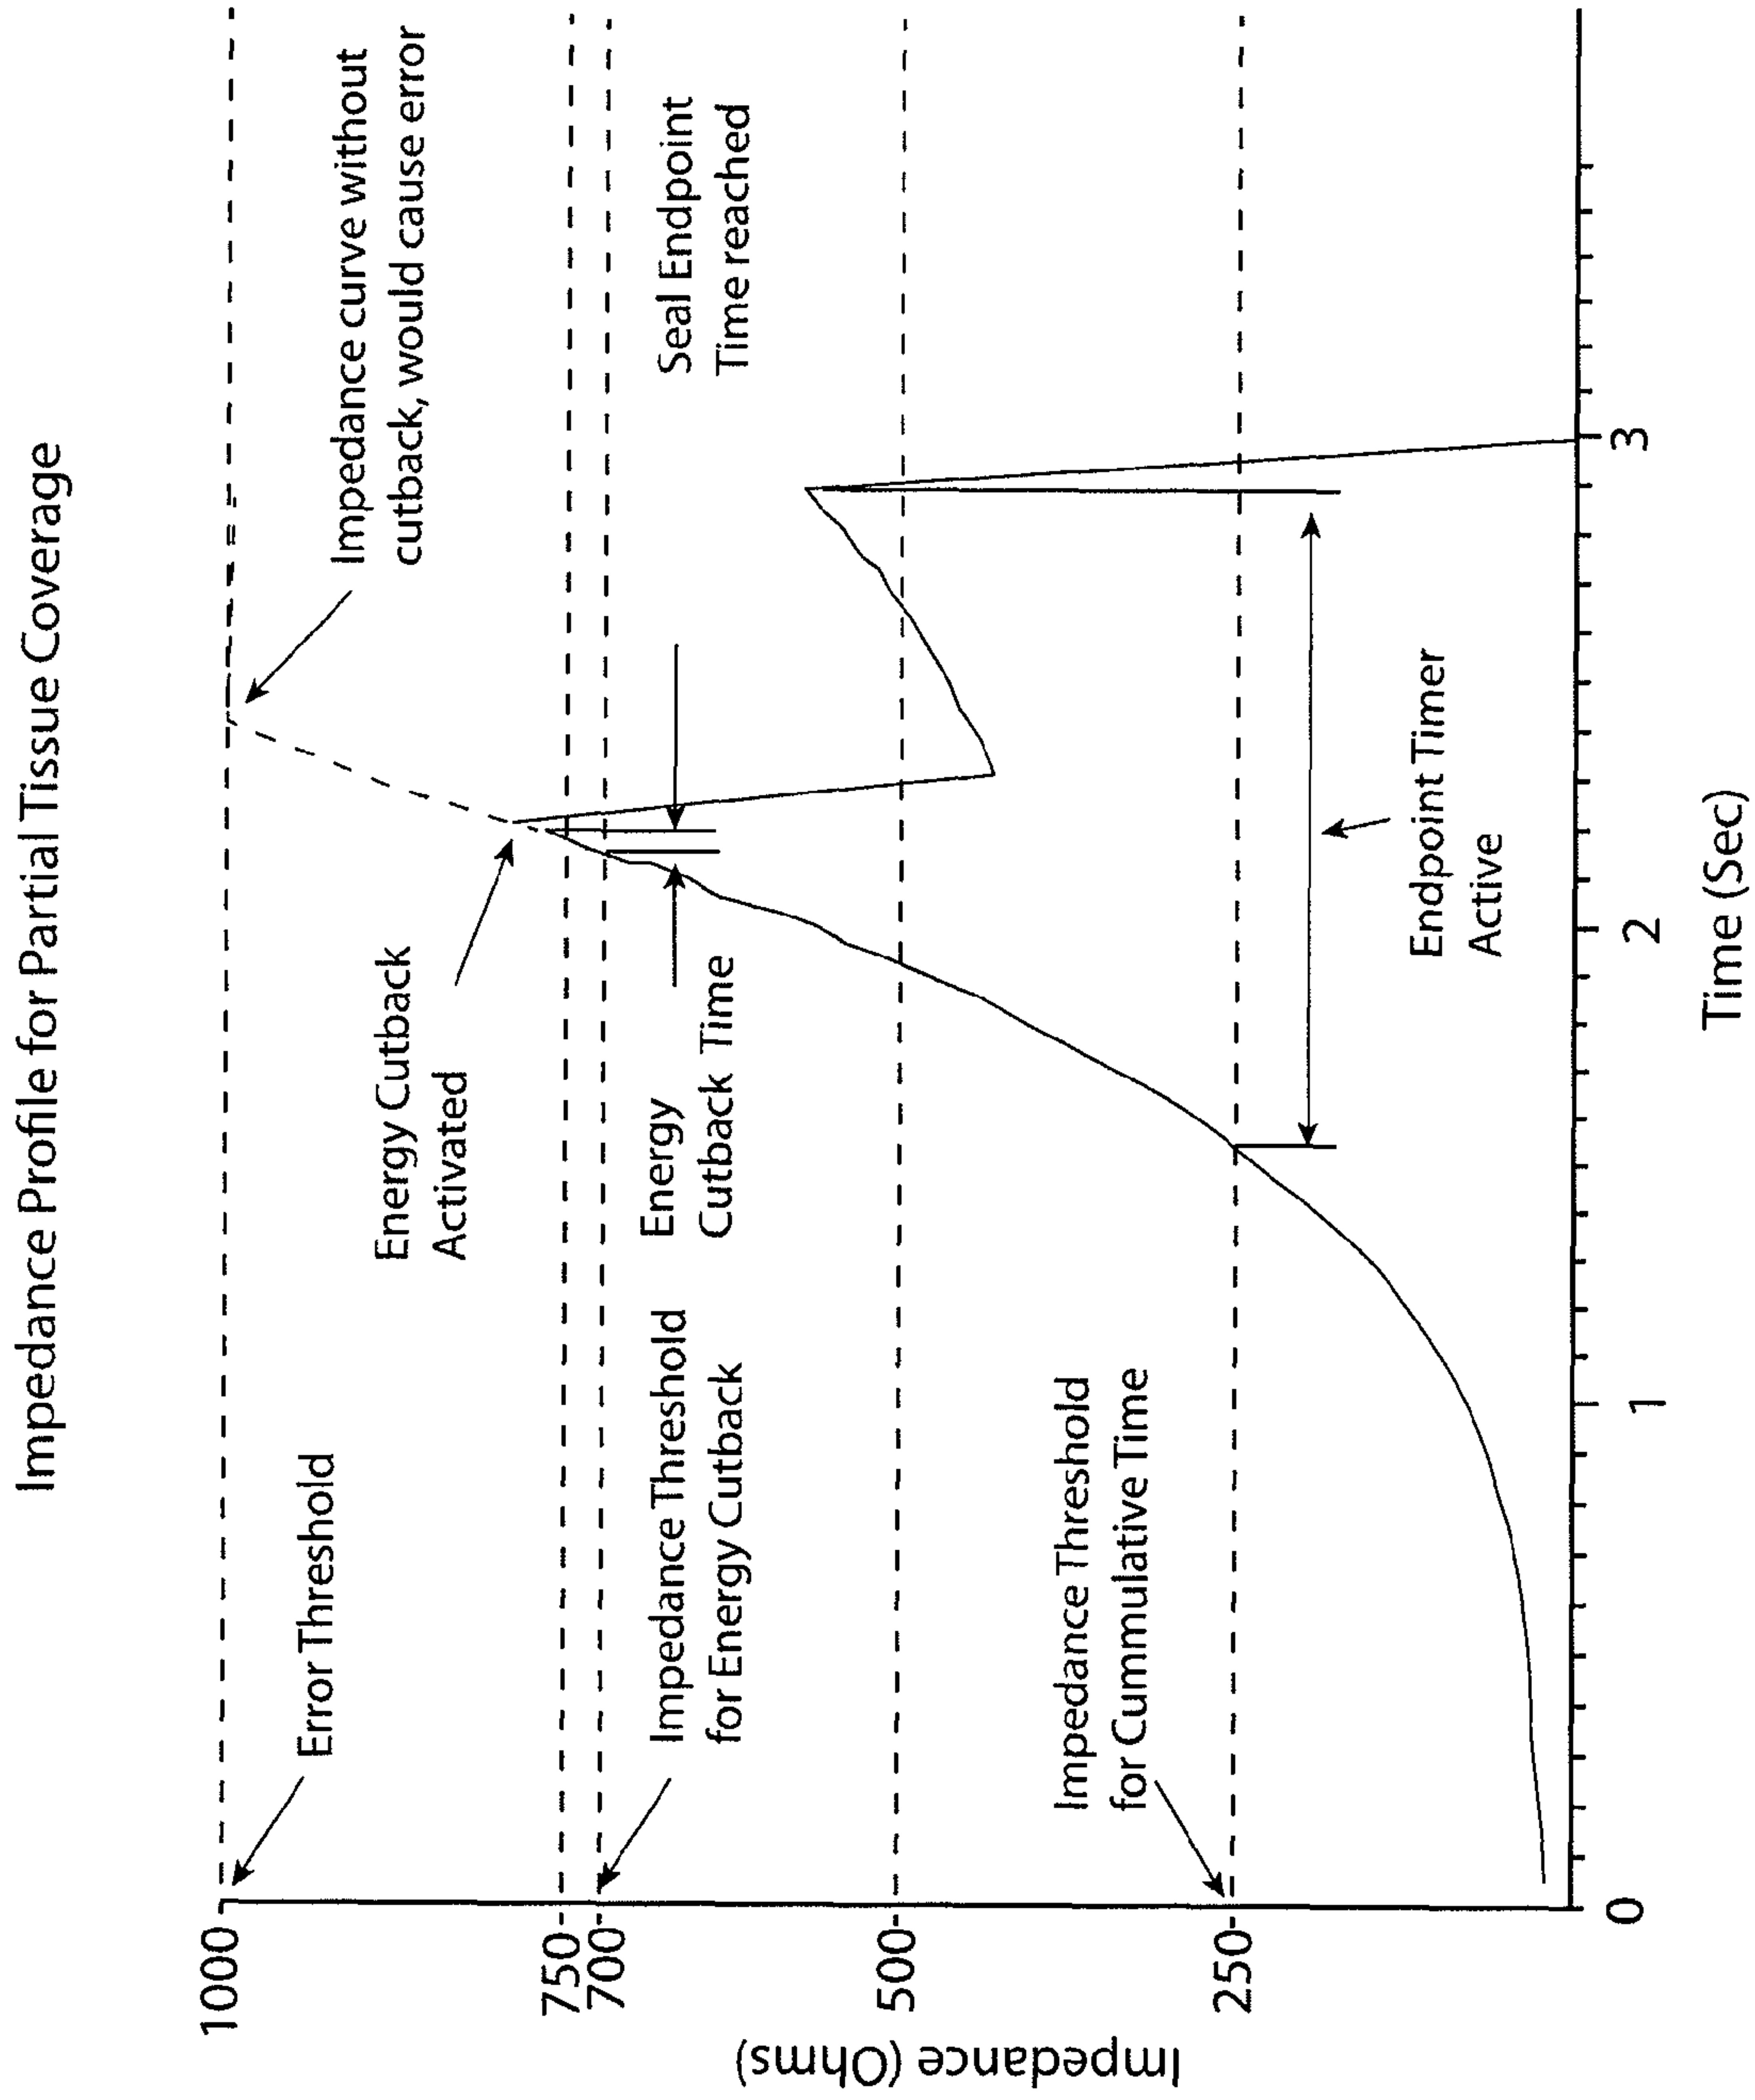 Impedance Profile for Partial Tissue Coverage
Impedance (Ohms)
1000
750
700
500
250
0
1
2
3
Time (Sec)
Error Threshold
Energy Cutback
Activated
Impedance curve without
cutback, would cause error
Impedance Threshold
for Energy Cutback
Energy
Cutback Time
Seal Endpoint
Time reached
Impedance Threshold
for Cummulative Time
Endpoint Timer
Active